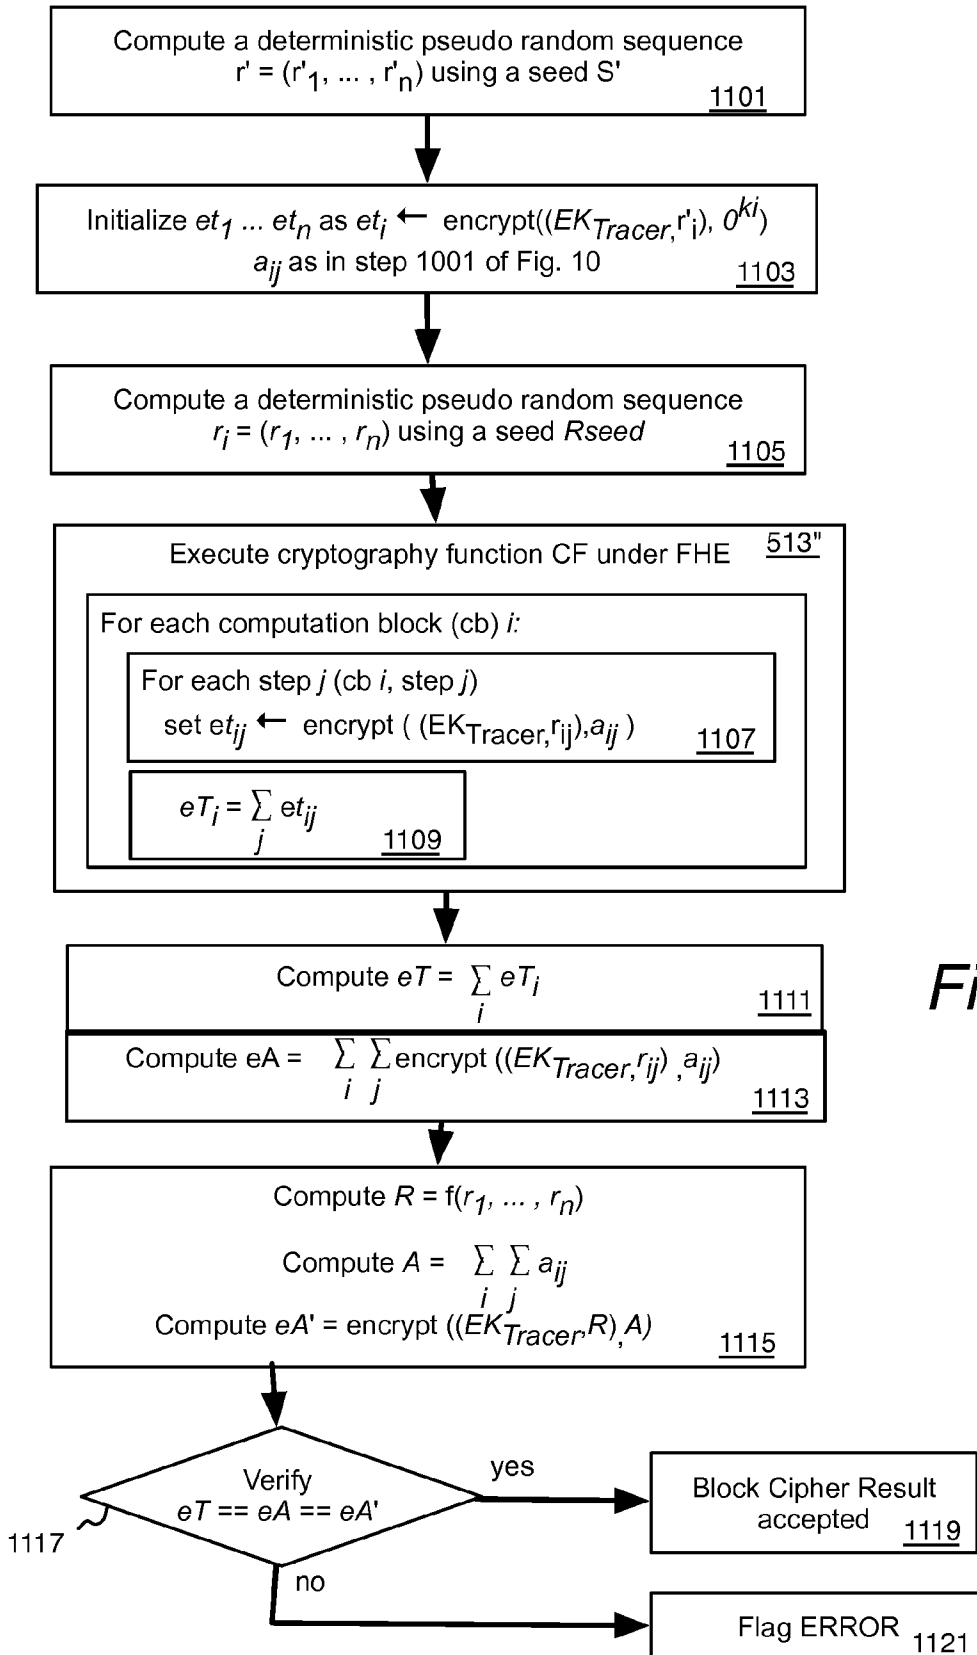 Compute a deterministic pseudo random sequence
r' = (r'1, ... , r'n) using a seed S'
1101
Initialize et1 ... etn as eti ← encrypt((EKTracer,r'i), 0^ki)
aij as in step 1001 of Fig. 10
1103
Compute a deterministic pseudo random sequence
ri = (r1, ... , rn) using a seed Rseed
1105
513"
Execute cryptography function CF under FHE
For each computation block (cb) i:
For each step j (cb i, step j)
set etij ← encrypt ( (EKTracer,rij),aij )
1107
eTi = ∑ etij
j
1109
Compute eT = ∑ eTi
i
1111
Compute eA = ∑ ∑ encrypt ((EKTracer,rij) ,aij)
i j
1113
Compute R = f(r1, ... , rn)
Compute A = ∑ ∑ aij
i j
Compute eA' = encrypt ((EKTracer,R),A)
1115
Verify
eT == eA == eA'
1117
yes
Block Cipher Result
accepted
1119
no
Flag ERROR
1121